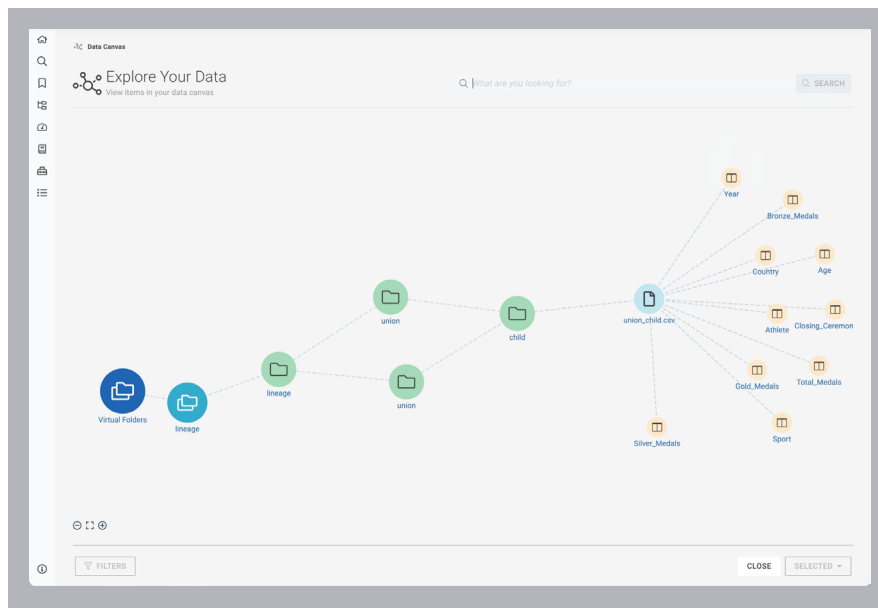 Data Canvas
Explore Your Data
View items in your data canvas
What are you looking for?
SEARCH
Year
Bronze_Medals
Country
Age
union
union_child.csv
Athlete
Closing_Ceremon
child
lineage
Gold_Medals
Total_Medals
union
Virtual Folders
lineage
Sport
Silver_Medals
FILTERS
CLOSE
SELECTED